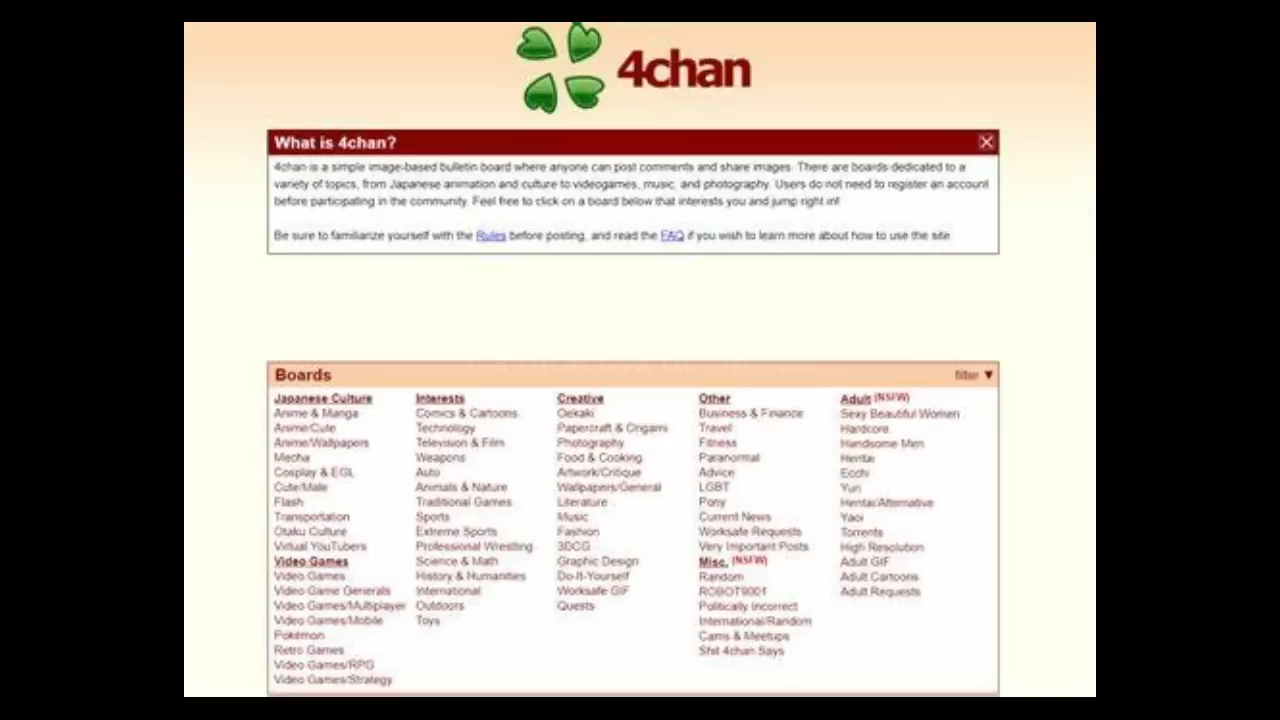 4chan
What is 4chan?
4chan is a simple image-based bulletin board where anyone can post comments and share images. There are boards dedicated to a
variety of topics, from Japanese animation and culture to videogames, music, and photography. Users do not need to register an account
before participating in the community. Feel free to click on a board below that interests you and jump right in!
Be sure to familiarize yourself with the Rules before posting, and read the FAQ if you wish to learn more about how to use the site.
Boards
filter ▼
Japanese Culture
Anime & Manga
Anime/Cute
Anime/Wallpapers
Mecha
Cosplay & EGL
Cute/Male
Flash
Transportation
Otaku Culture
Virtual YouTubers
Video Games
Video Games
Video Game Generals
Video Games/Multiplayer
Video Games/Mobile
Pokémon
Retro Games
Video Games/RPG
Video Games/Strategy
Interests
Comics & Cartoons
Technology
Television & Film
Weapons
Auto
Animals & Nature
Traditional Games
Sports
Extreme Sports
Professional Wrestling
Science & Math
History & Humanities
International
Outdoors
Toys
Creative
Oekaki
Papercraft & Origami
Photography
Food & Cooking
Artwork/Critique
Wallpapers/General
Literature
Music
Fashion
3DCG
Graphic Design
Do-It-Yourself
Worksafe GIF
Quests
Other
Business & Finance
Travel
Fitness
Paranormal
Advice
LGBT
Pony
Current News
Worksafe Requests
Very Important Posts
Misc. (NSFW)
Random
ROBOT9001
Politically Incorrect
International/Random
Cams & Meetups
Shit 4chan Says
Adult (NSFW)
Sexy Beautiful Women
Hardcore
Handsome Men
Hentai
Ecchi
Yuri
Hentai/Alternative
Yaoi
Torrents
High Resolution
Adult GIF
Adult Cartoons
Adult Requests